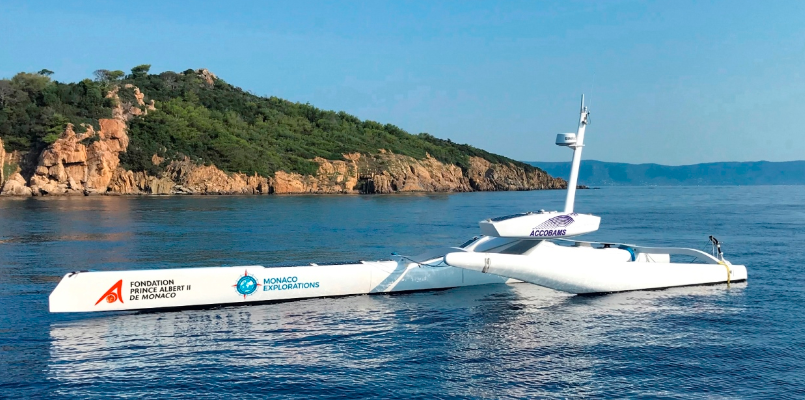 FONDATION
PRINCE ALBERT II
DE MONACO
MONACO
EXPLORATIONS
ACCOBAMS